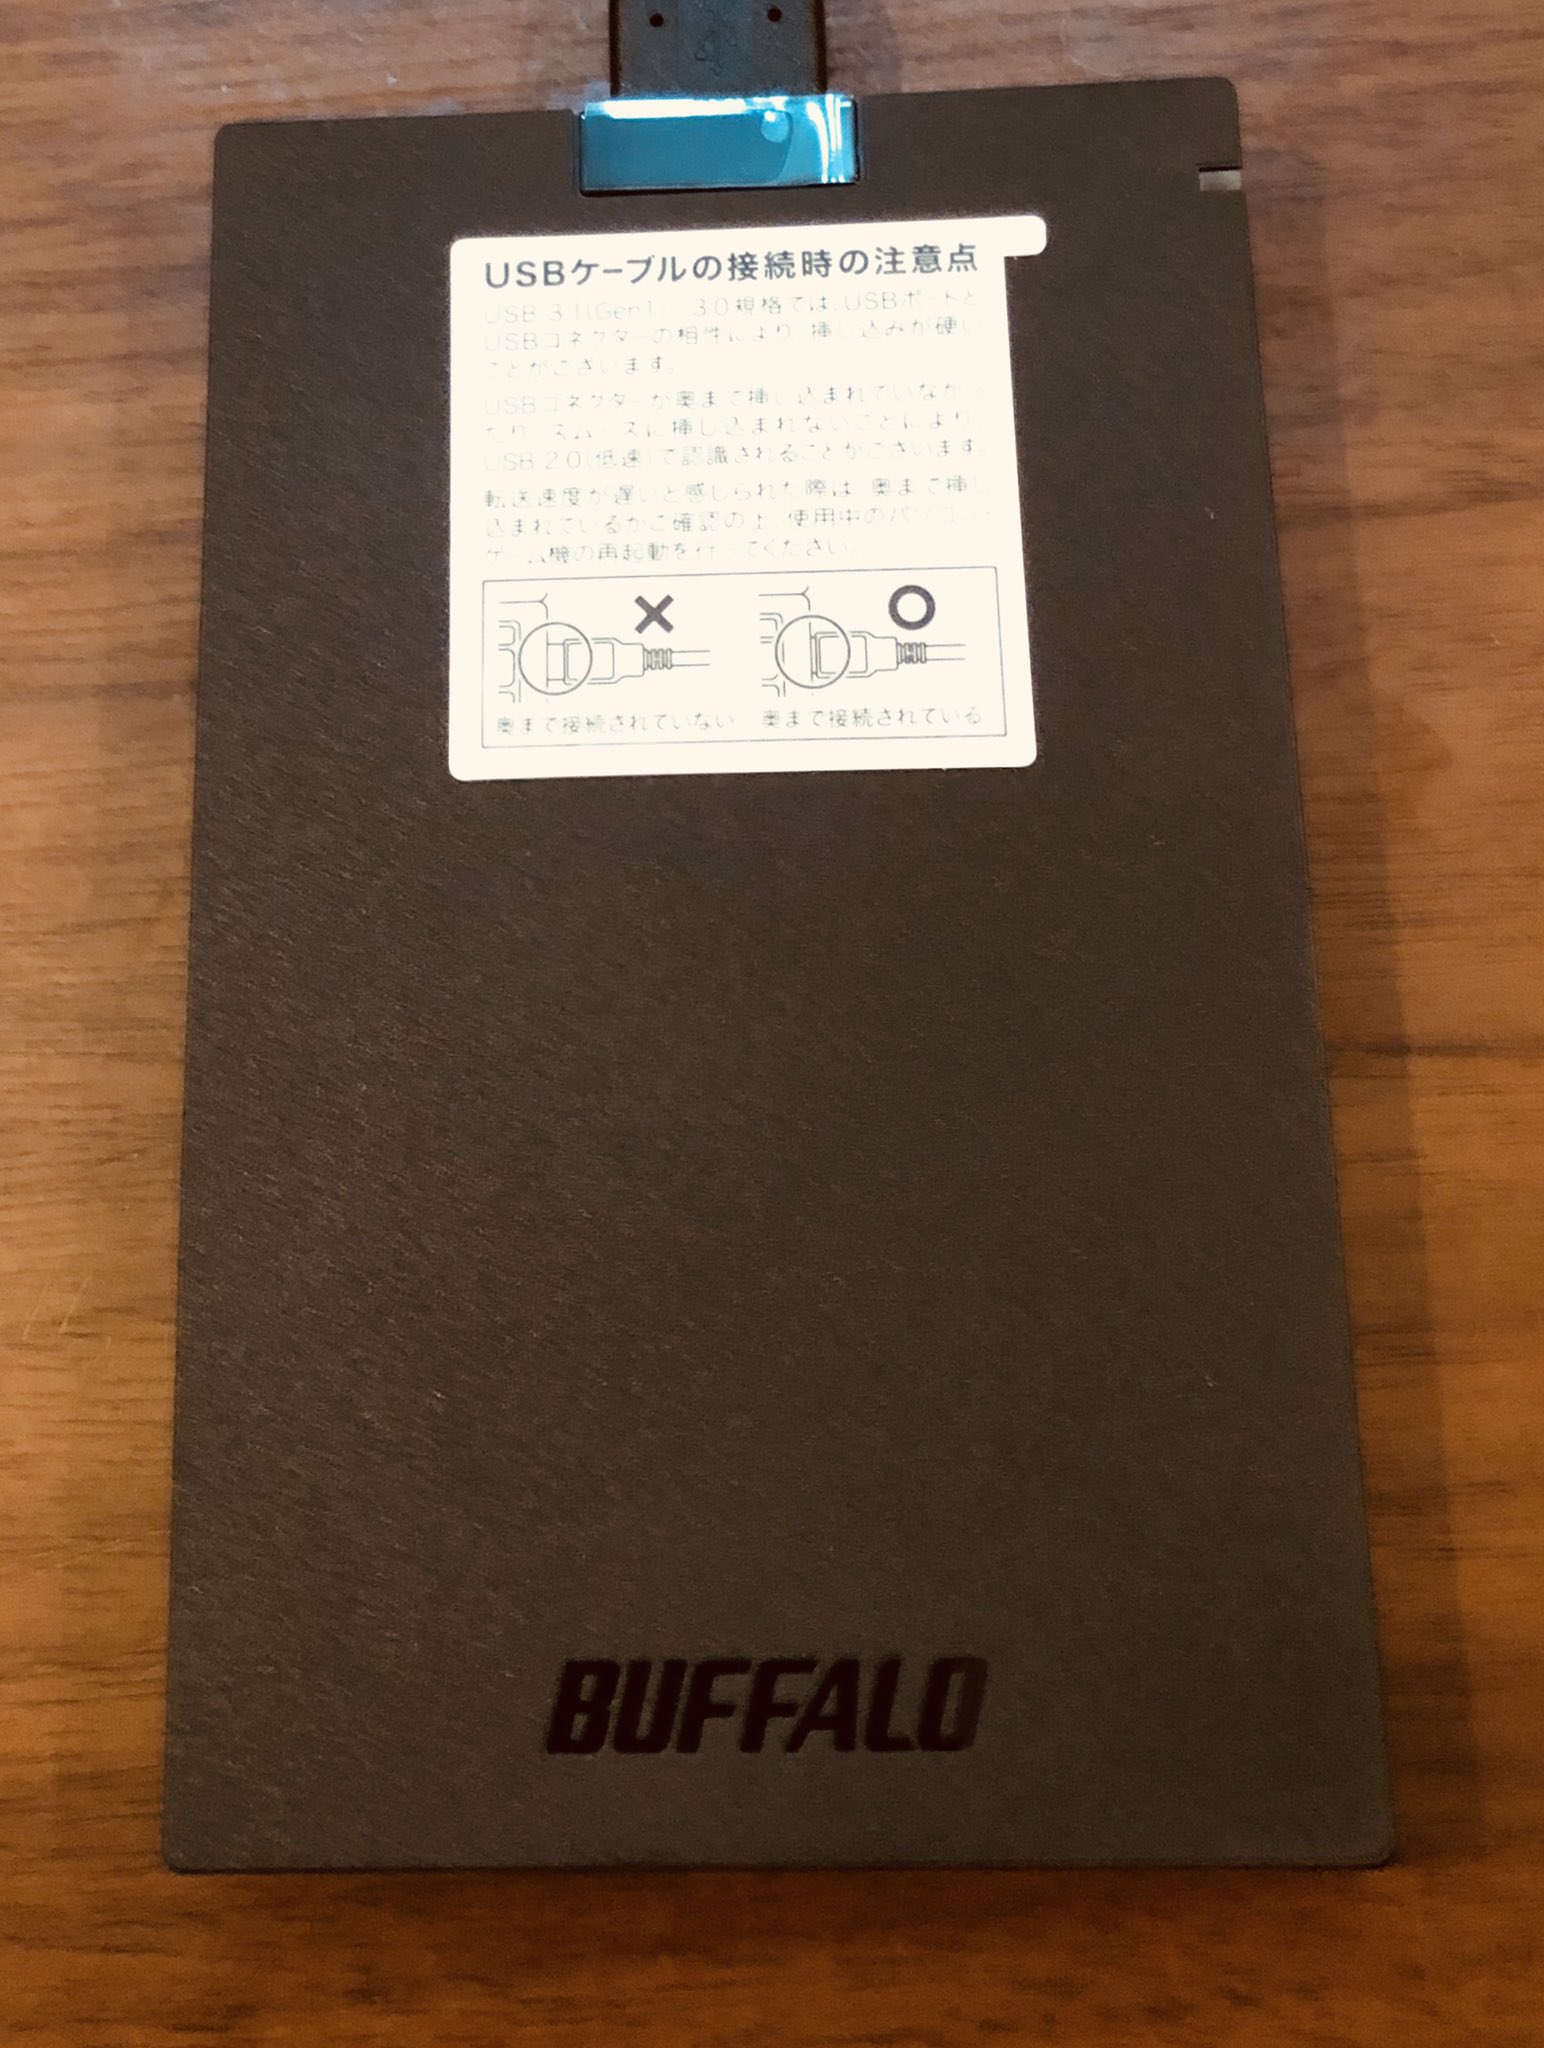 USBケーブルの接続時の注意点
USB 3.1(Gen1) / 3.0規格では、USBポートと
USBコネクターの相性により、挿し込みが硬い
ことがございます。
USBコネクターが奥まで挿し込まれていなかっ
たり、スムーズに挿し込まれないことにより、
USB 2.0(低速)で認識されることがございます。
転送速度が遅いと感じられた際は、奥まで挿し
込まれているかご確認の上、使用中のパソコン・
ゲーム機の再起動を行ってください。
× ○
奥まで接続されていない 奥まで接続されている
BUFFALO